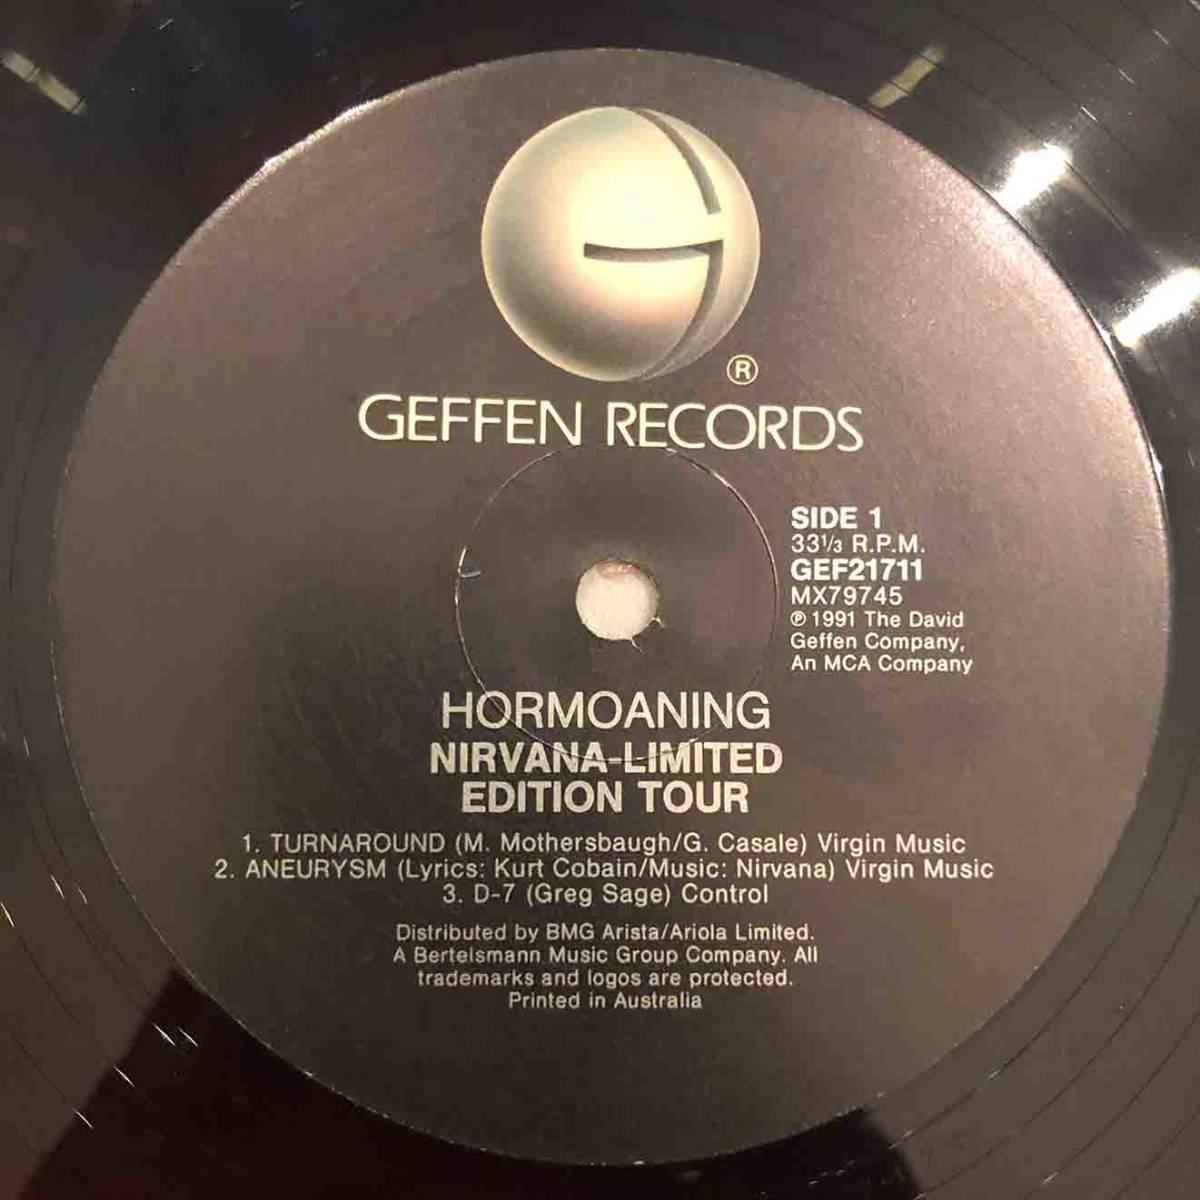 ®
GEFFEN RECORDS
SIDE 1
33⅓ R.P.M.
GEF21711
MX79745
℗ 1991 The David
Geffen Company,
An MCA Company
HORMOANING
NIRVANA-LIMITED
EDITION TOUR
1. TURNAROUND (M. Mothersbaugh/G. Casale) Virgin Music
2. ANEURYSM (Lyrics: Kurt Cobain/Music: Nirvana) Virgin Music
3. D-7 (Greg Sage) Control
Distributed by BMG Arista/Ariola Limited.
A Bertelsmann Music Group Company. All
trademarks and logos are protected.
Printed in Australia